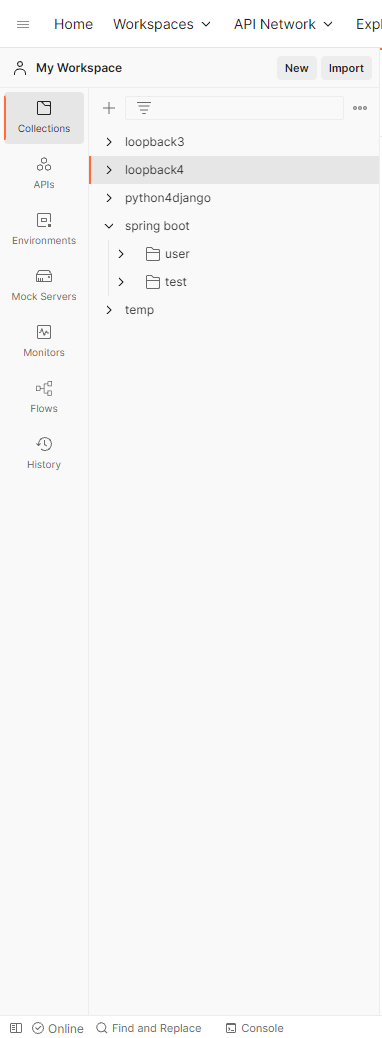 Home Workspaces API Network Expl
My Workspace New Import
Collections
APIs
Environments
Mock Servers
Monitors
Flows
History
loopback3
loopback4
python4django
spring boot
user
test
temp
Online Find and Replace Console